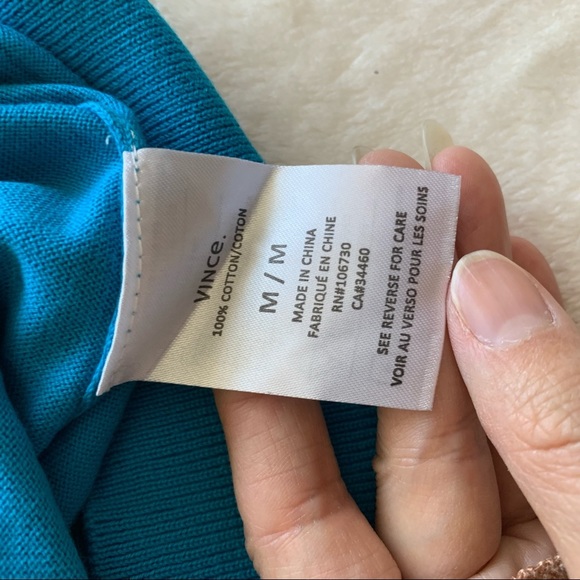 VINCE.
100% COTTON/COTON
M / M
MADE IN CHINA
FABRIQUÉ EN CHINE
RN#106730
CA#34460
SEE REVERSE FOR CARE
VOIR AU VERSO POUR LES SOINS